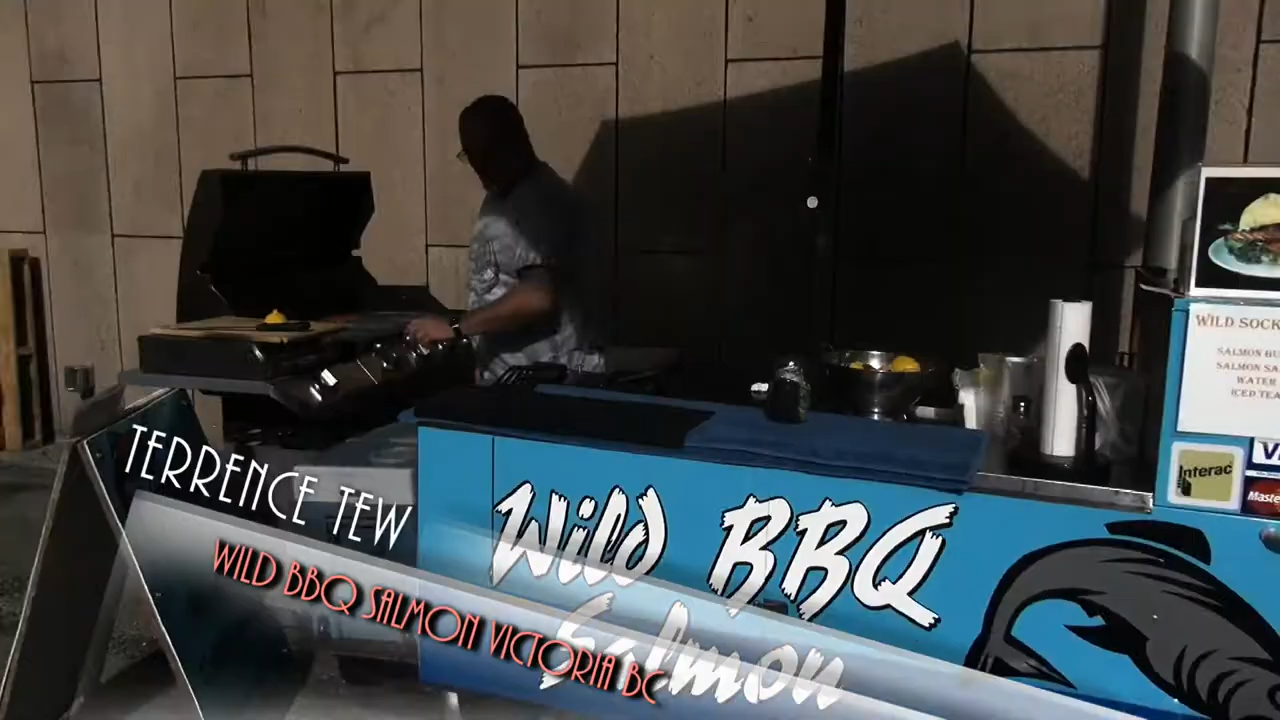 WILD SOCK
SALMON BU
SALMON SA
WATER
ICED TEA
Interac
Maste
Wild BBQ
Salmon
TERRENCE TEW
WILD BBQ SALMON VICTORIA BC